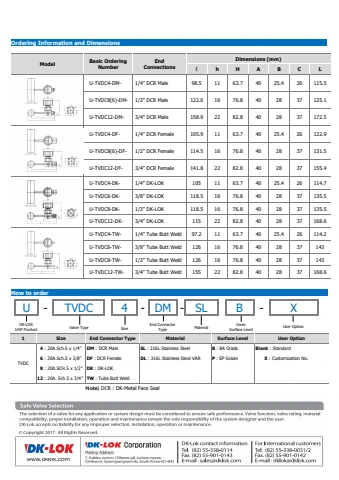 Ordering Information and Dimensions
Model Basic Ordering Number End Connections Dimensions (mm)
l h H A B C L
U-TVDC4-DM- 1/4" DCR Male 98.5 11 63.7 40 25.4 26 115.5
U-TVDC8(6)-DM- 1/2" DCR Male 122.6 16 76.8 40 28 37 125.1
U-TVDC12-DM- 3/4" DCR Male 158.9 22 82.8 40 28 37 172.5
U-TVDC4-DF- 1/4" DCR Female 105.9 11 63.7 40 25.4 26 122.9
U-TVDC8(6)-DF- 1/2" DCR Female 114.5 16 76.8 40 28 37 131.5
U-TVDC12-DF- 3/4" DCR Female 141.8 22 82.8 40 28 37 155.4
U-TVDC4-DK- 1/4" DK-LOK 105 11 63.7 40 25.4 26 114.7
U-TVDC6-DK- 3/8" DK-LOK 118.5 16 76.8 40 28 37 135.5
U-TVDC8-DK- 1/2" DK-LOK 118.5 16 76.8 40 28 37 135.5
U-TVDC12-DK- 3/4" DK-LOK 115 22 82.8 40 28 37 168.6
U-TVDC4-TW- 1/4" Tube Butt Weld 97.2 11 63.7 40 25.4 26 114.2
U-TVDC6-TW- 3/8" Tube Butt Weld 126 16 76.8 40 28 37 143
U-TVDC8-TW- 1/2" Tube Butt Weld 126 16 76.8 40 28 37 143
U-TVDC12-TW- 3/4" Tube Butt Weld 155 22 82.8 40 28 37 168.6
How to order
U - TVDC 4 - DM - SL B - X
DK-LOK UHP Product Valve Type Size End Connector Type Material Inner Surface Level User Option
1 Size End Connector Type Material Surface Level User Option
TVDC
4 : 20A.Sch.5 x 1/4" DM : DCR Male SL : 316L Stainless Steel B : BA Grade Blank : Standard
6 : 20A.Sch.5 x 3/8" DF : DCR Female DL : 316L Stainless Steel VAR P : EP Grade X : Customization No.
8 : 20A.SCH.5 x 1/2" DK : DK-LOK
12 : 20A. Sch.5 x 3/4" TW : Tube Butt Weld
Note) DCR : DK-Metal Face Seal
Safe Valve Selection
The selection of a valve for any application or system design must be considered to ensure safe performance. Valve function, valve rating, material
compatibility, proper installation, operation and maintenance remain the sole responsibility of the system designer and the user.
DK-Lok accepts no liability for any improper selection, installation, operation or maintenance.
© Copyright 2017. All Rights Reserved.
DK-LOK
www.dklok.com
DK-LOK Corporation
Mailing Address
DK-Lok contact information
Tel. (82) 55-338-0114
Fax. (82) 55-901-0143
E-mail : sales@dklok.com
For International customers
Tel. (82) 55-338-0031/2
Fax. (82) 55-901-0142
E-mail : dklok@dklok.com